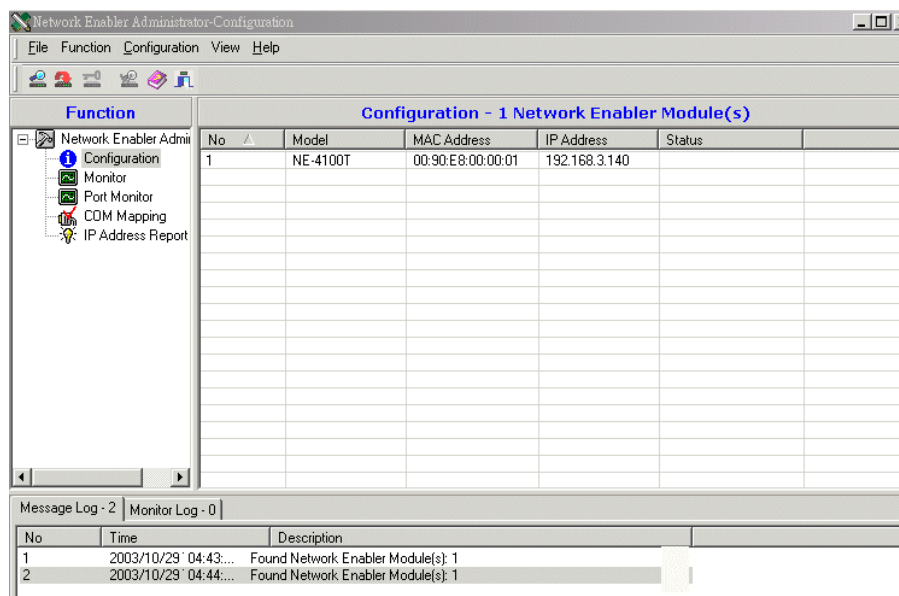 Network Enabler Administrator-Configuration
File Function Configuration View Help
Function
Configuration - 1 Network Enabler Module(s)
Network Enabler Admi
Configuration
Monitor
Port Monitor
COM Mapping
IP Address Report
No Model MAC Address IP Address Status
1 NE-4100T 00:90:E8:00:00:01 192.168.3.140
Message Log - 2 Monitor Log - 0
No Time Description
1 2003/10/29 04:43:... Found Network Enabler Module(s): 1
2 2003/10/29 04:44:... Found Network Enabler Module(s): 1